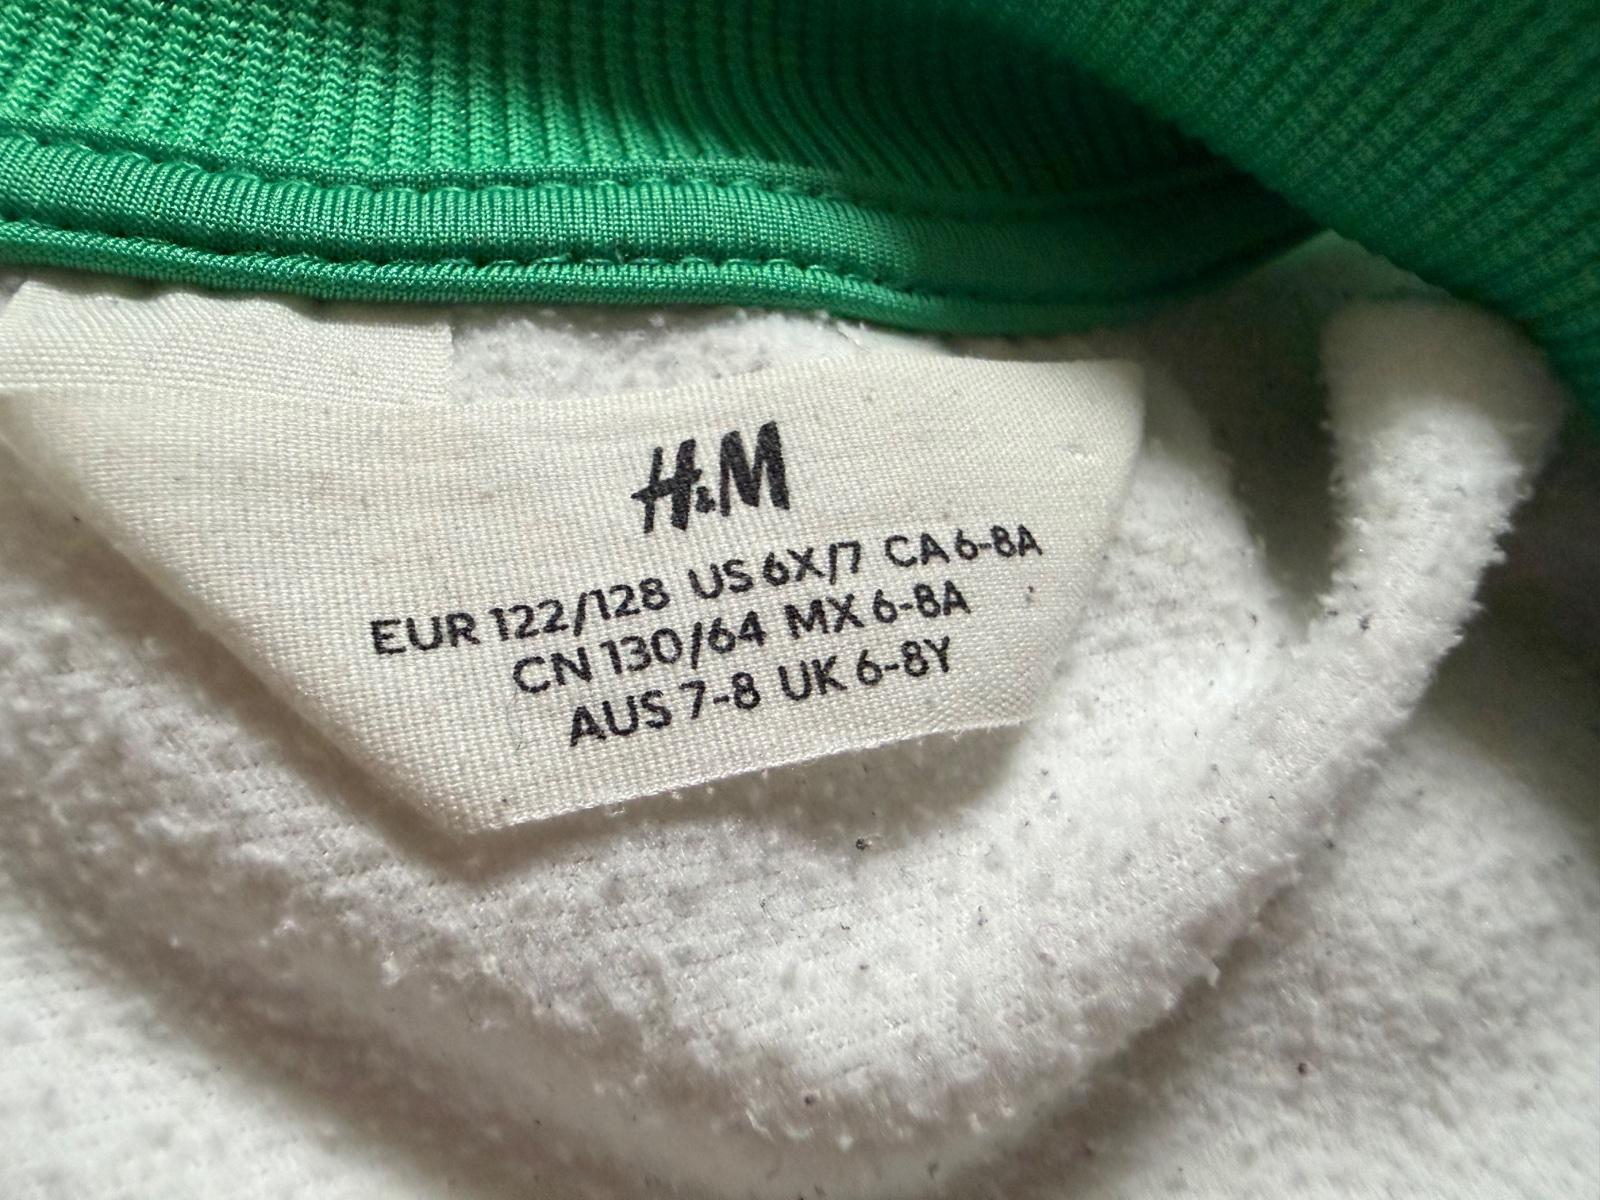 H&M
EUR 122/128 US 6X/7 CA 6-8A
CN 130/64 MX 6-8A
AUS 7-8 UK 6-8Y